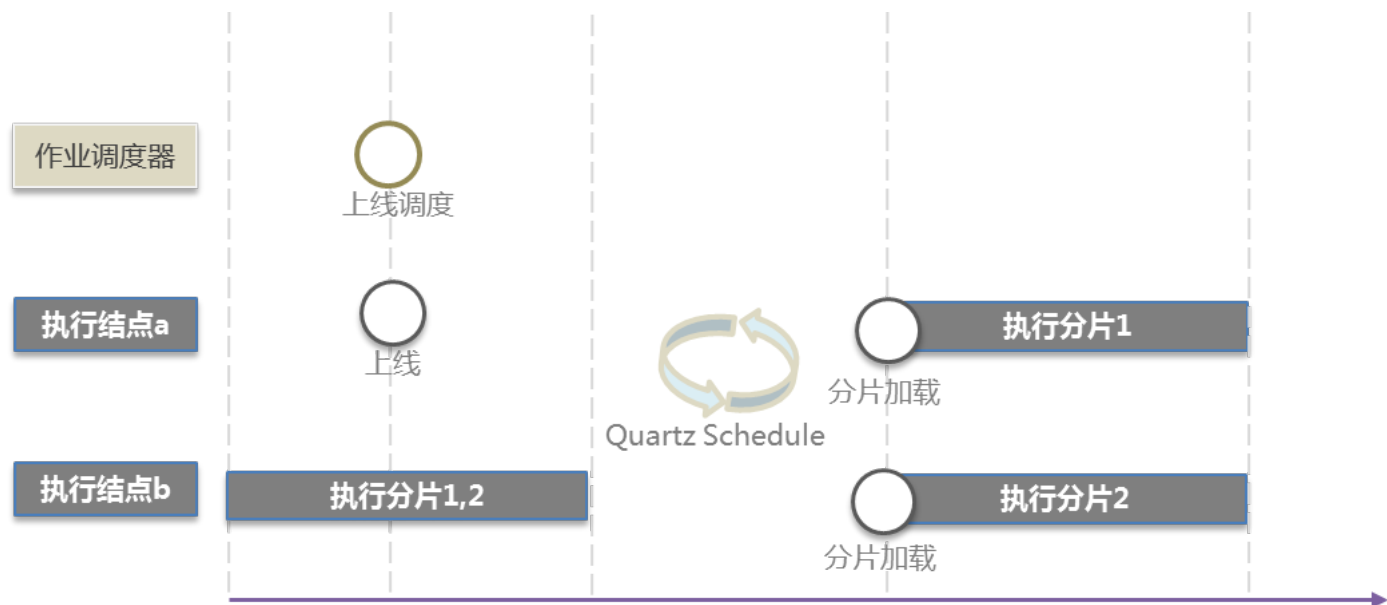 作业调度器
上线调度
执行结点a
上线
执行分片1
分片加载
Quartz Schedule
执行结点b
执行分片1,2
执行分片2
分片加载